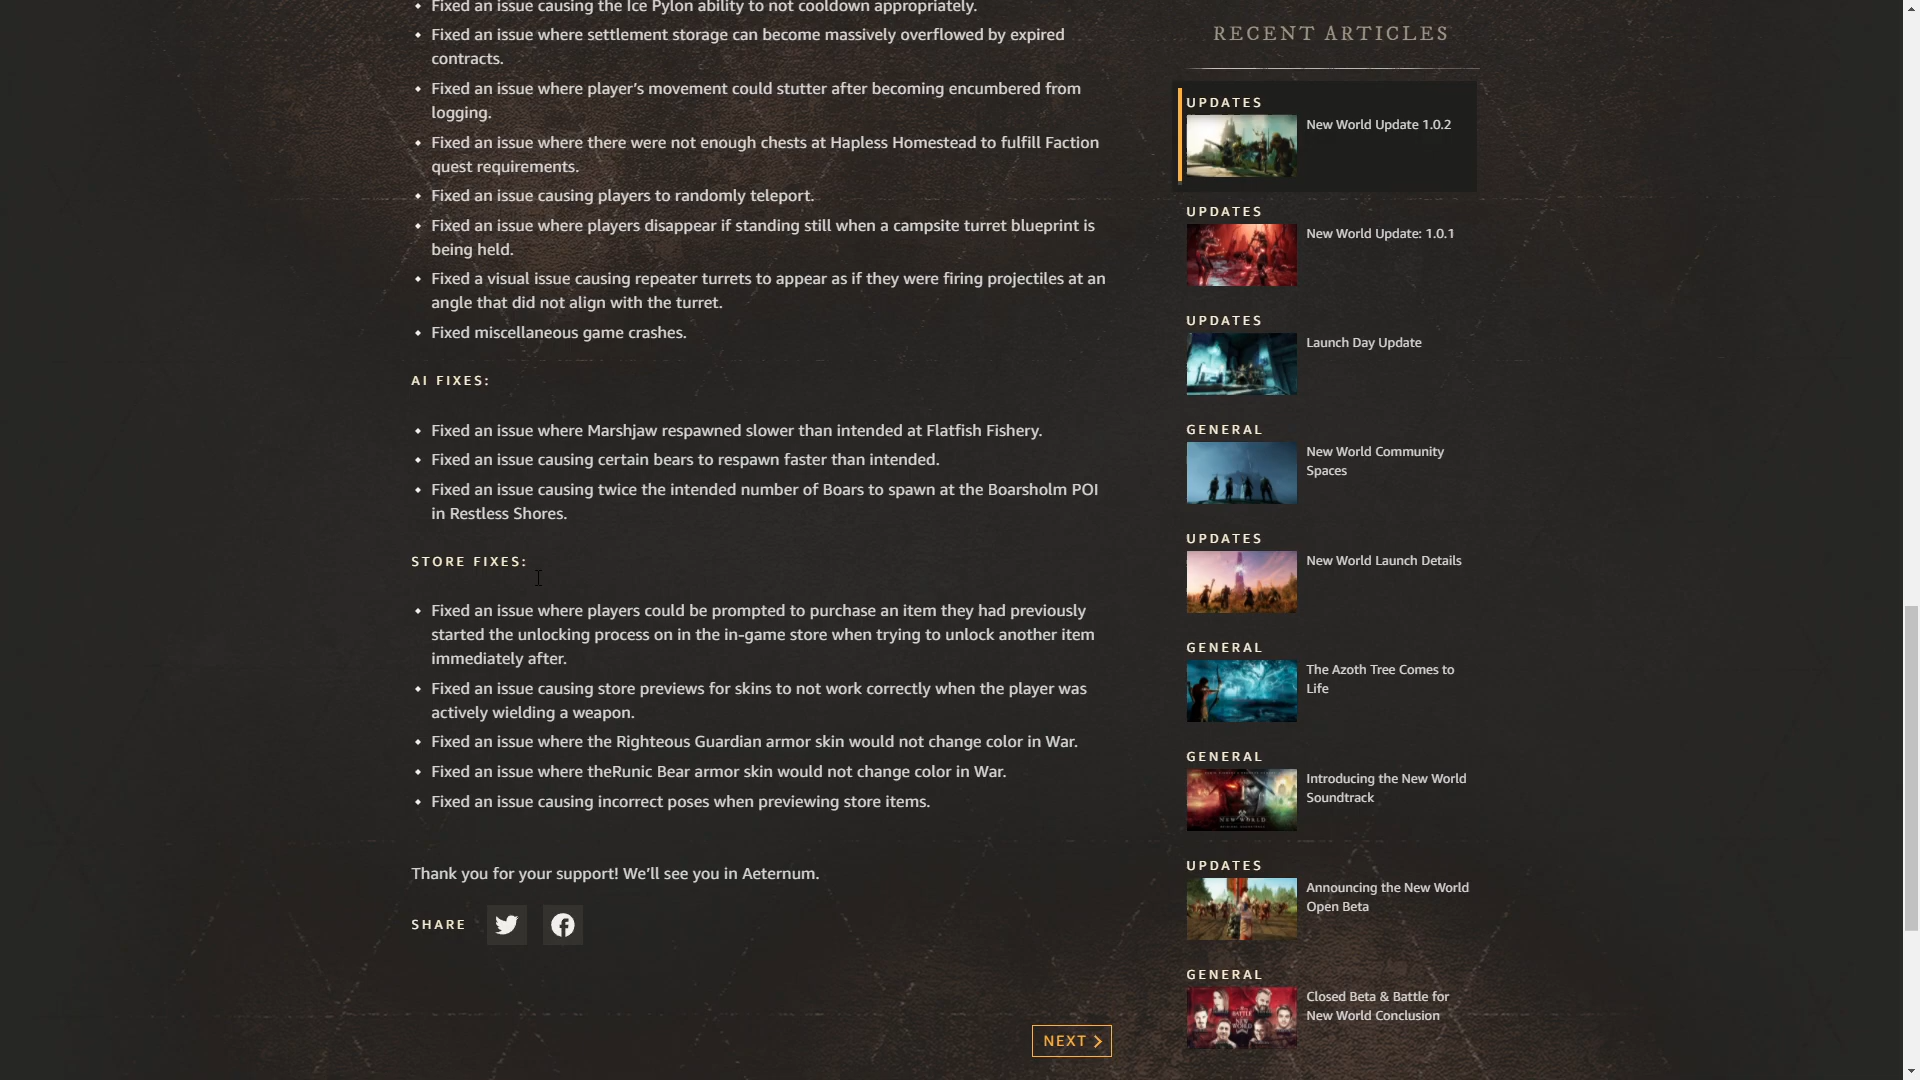 Fixed an issue causing the Ice Pylon ability to not cooldown appropriately.
Fixed an issue where settlement storage can become massively overflowed by expired
contracts.
Fixed an issue where player’s movement could stutter after becoming encumbered from
logging.
Fixed an issue where there were not enough chests at Hapless Homestead to fulfill Faction
quest requirements.
Fixed an issue causing players to randomly teleport.
Fixed an issue where players disappear if standing still when a campsite turret blueprint is
being held.
Fixed a visual issue causing repeater turrets to appear as if they were firing projectiles at an
angle that did not align with the turret.
Fixed miscellaneous game crashes.
AI FIXES:
Fixed an issue where Marshjaw respawned slower than intended at Flatfish Fishery.
Fixed an issue causing certain bears to respawn faster than intended.
Fixed an issue causing twice the intended number of Boars to spawn at the Boarsholm POI
in Restless Shores.
STORE FIXES:
Fixed an issue where players could be prompted to purchase an item they had previously
started the unlocking process on in the in-game store when trying to unlock another item
immediately after.
Fixed an issue causing store previews for skins to not work correctly when the player was
actively wielding a weapon.
Fixed an issue where the Righteous Guardian armor skin would not change color in War.
Fixed an issue where theRunic Bear armor skin would not change color in War.
Fixed an issue causing incorrect poses when previewing store items.
Thank you for your support! We’ll see you in Aeternum.
SHARE
NEXT
RECENT ARTICLES
UPDATES
New World Update 1.0.2
UPDATES
New World Update: 1.0.1
UPDATES
Launch Day Update
GENERAL
New World Community
Spaces
UPDATES
New World Launch Details
GENERAL
The Azoth Tree Comes to
Life
GENERAL
Introducing the New World
Soundtrack
NEW WORLD
UPDATES
Announcing the New World
Open Beta
GENERAL
Closed Beta & Battle for
New World Conclusion
BATTLE
NEW WORLD